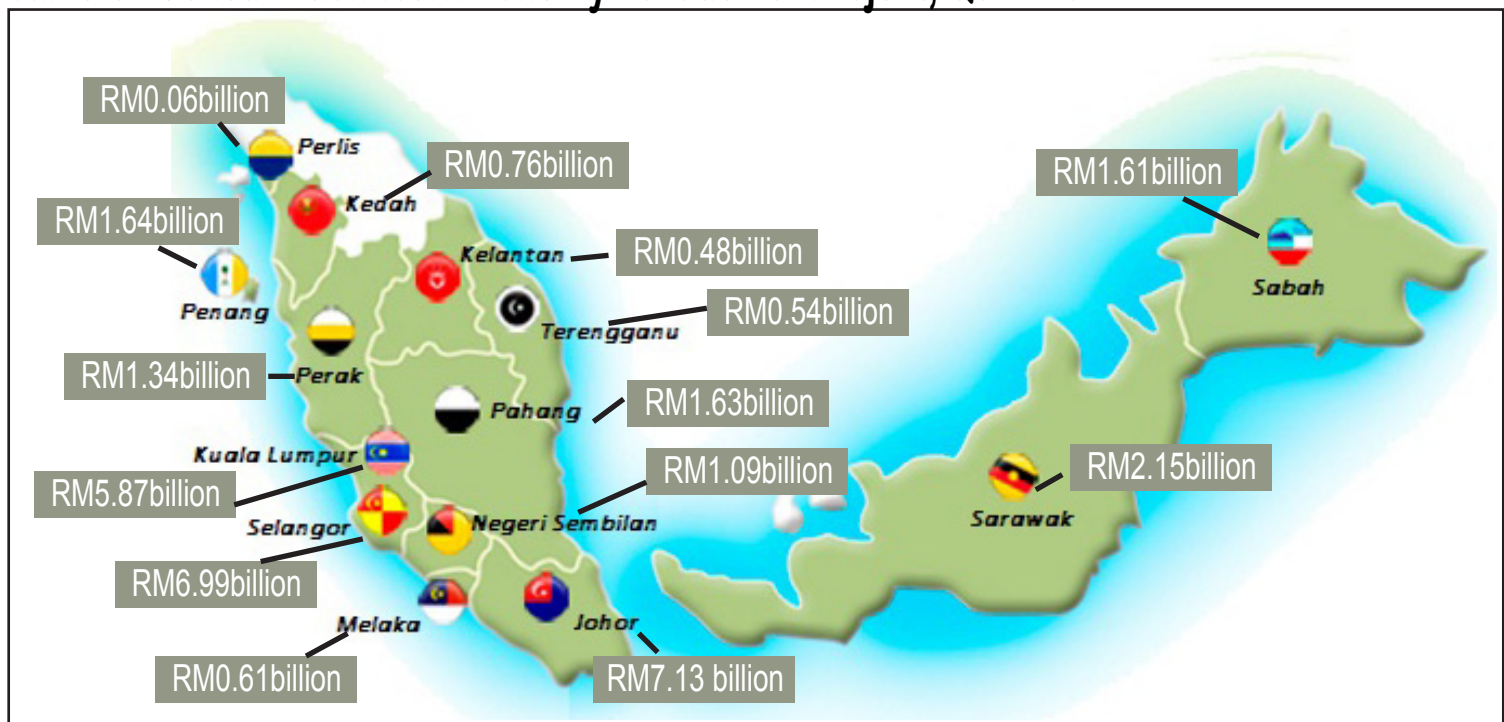 RM0.06billion
Perlis
RM0.76billion
Kedah
RM1.61billion
RM1.64billion
Kelantan
RM0.48billion
Penang
Sabah
Terengganu
RM0.54billion
RM1.34billion
Perak
Pahang
RM1.63billion
Kuala Lumpur
RM5.87billion
RM1.09billion
RM2.15billion
Selangor
Negeri Sembilan
Sarawak
RM6.99billion
Melaka
Johor
RM0.61billion
RM7.13 billion